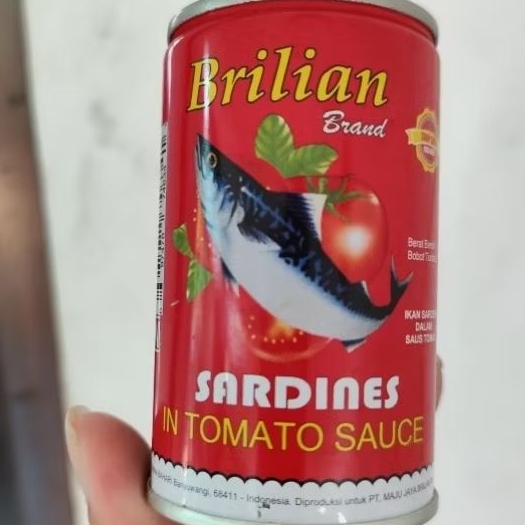 Brilian
Brand
Berat Bersih
Bobot Tuntas
IKAN SARDEN
DALAM
SAUS TOMAT
SARDINES
IN TOMATO SAUCE
Banyuwangi, 68411 - Indonesia. Diproduksi untuk PT. MAJU JAYA